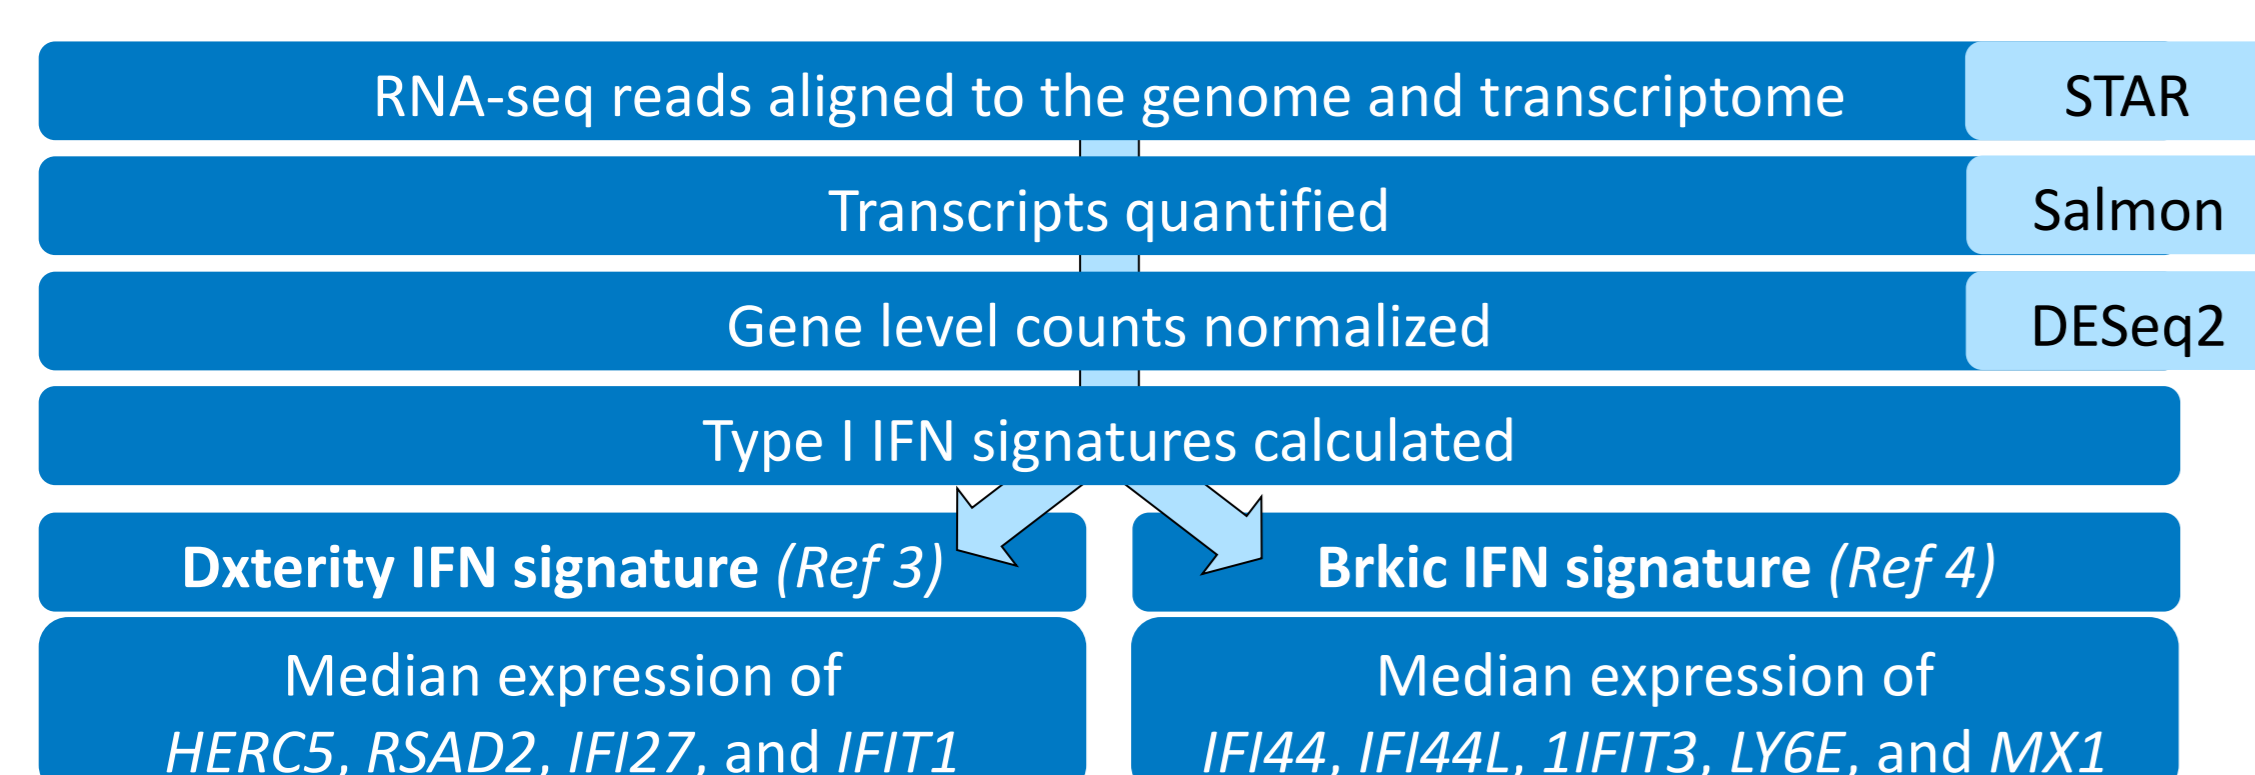 RNA-seq reads aligned to the genome and transcriptome STAR
Transcripts quantified Salmon
Gene level counts normalized DESeq2
Type I IFN signatures calculated
Dxterity IFN signature (Ref 3)
Median expression of
HERC5, RSAD2, IFI27, and IFIT1
Brkic IFN signature (Ref 4)
Median expression of
IFI44, IFI44L, 1IFIT3, LY6E, and MX1